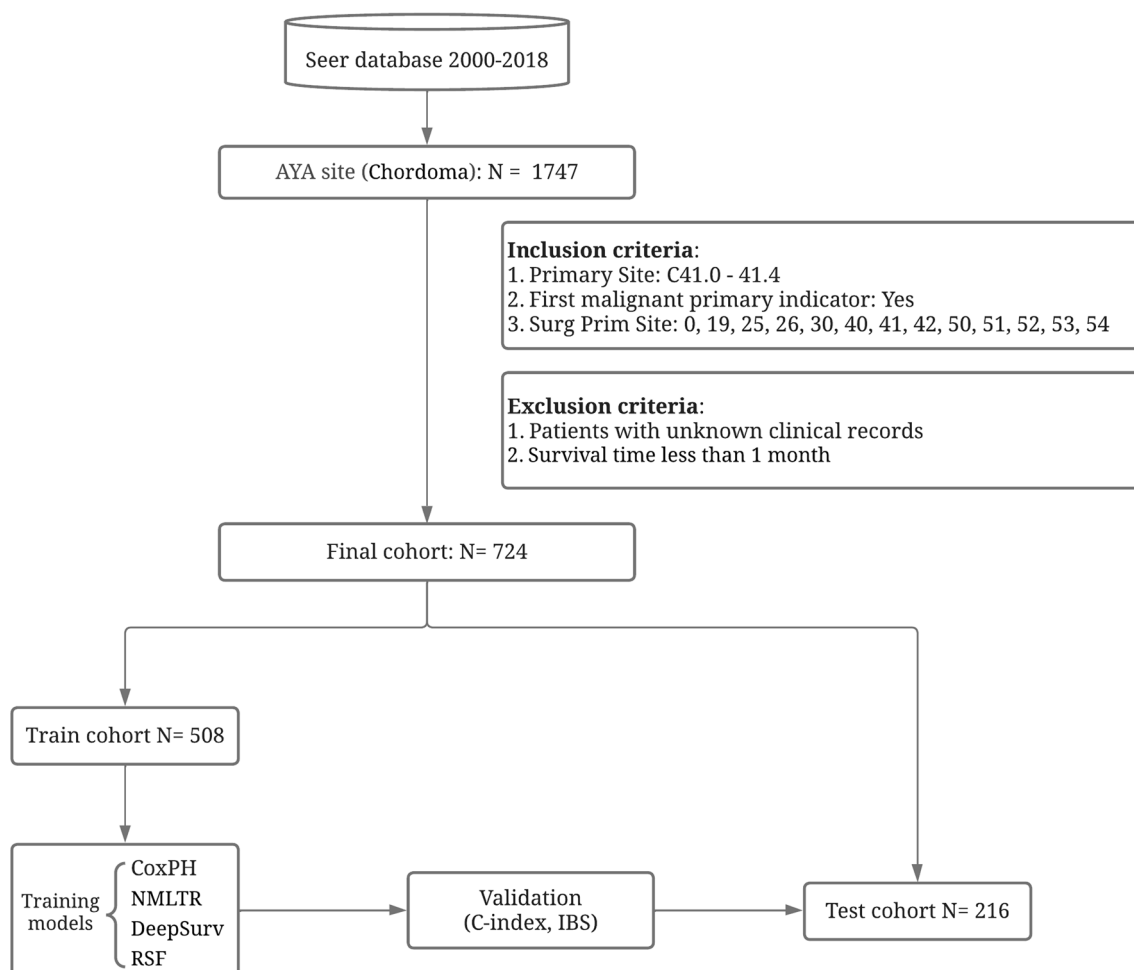 Seer database 2000-2018
AYA site (Chordoma): N = 1747
Inclusion criteria:
1. Primary Site: C41.0 - 41.4
2. First malignant primary indicator: Yes
3. Surg Prim Site: 0, 19, 25, 26, 30, 40, 41, 42, 50, 51, 52, 53, 54
Exclusion criteria:
1. Patients with unknown clinical records
2. Survival time less than 1 month
Final cohort: N= 724
Train cohort N= 508
Training
models
CoxPH
NMLTR
DeepSurv
RSF
Validation
(C-index, IBS)
Test cohort N= 216